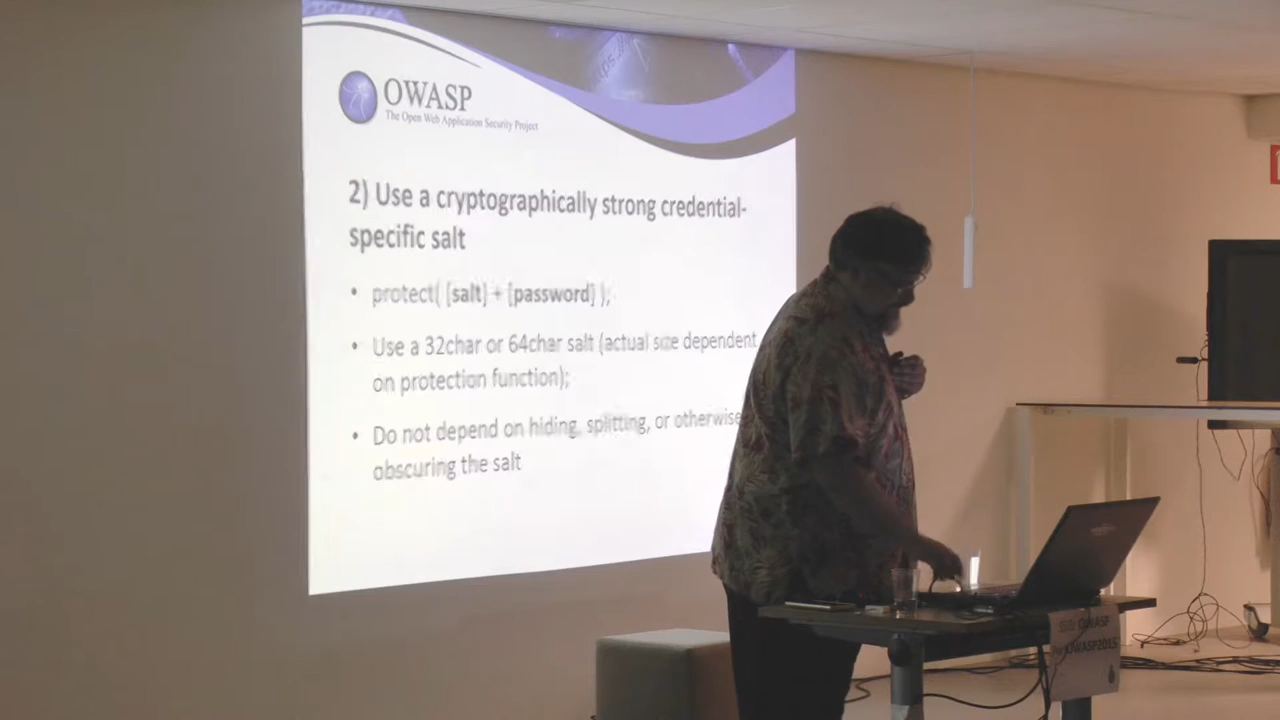 OWASP
The Open Web Application Security Project
2) Use a cryptographically strong credential-
specific salt
• protect( [salt] + [password] );
• Use a 32char or 64char salt (actual size dependent
on protection function);
• Do not depend on hiding, splitting, or otherwise
obscuring the salt
OWASP
OWASP2015